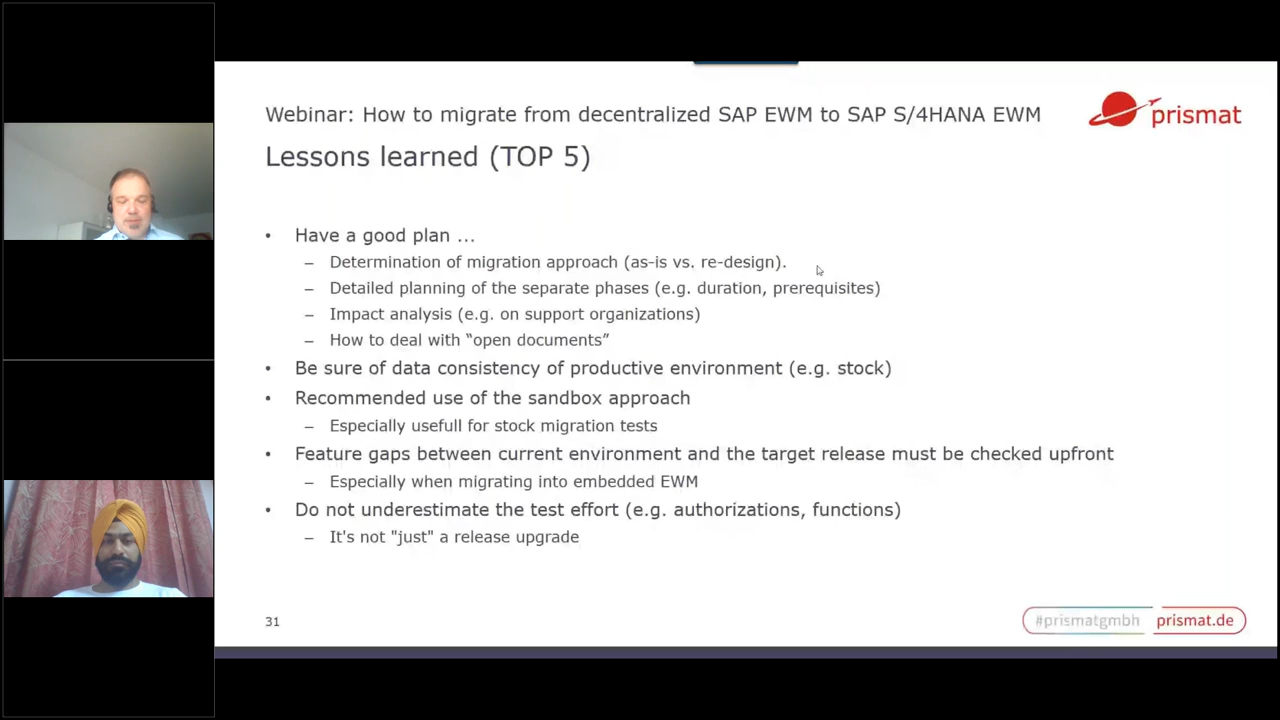 Webinar: How to migrate from decentralized SAP EWM to SAP S/4HANA EWM
prismat
Lessons learned (TOP 5)
• Have a good plan ...
– Determination of migration approach (as-is vs. re-design).
– Detailed planning of the separate phases (e.g. duration, prerequisites)
– Impact analysis (e.g. on support organizations)
– How to deal with “open documents”
• Be sure of data consistency of productive environment (e.g. stock)
• Recommended use of the sandbox approach
– Especially usefull for stock migration tests
• Feature gaps between current environment and the target release must be checked upfront
– Especially when migrating into embedded EWM
• Do not underestimate the test effort (e.g. authorizations, functions)
– It's not "just" a release upgrade
31
#prismatgmbh prismat.de